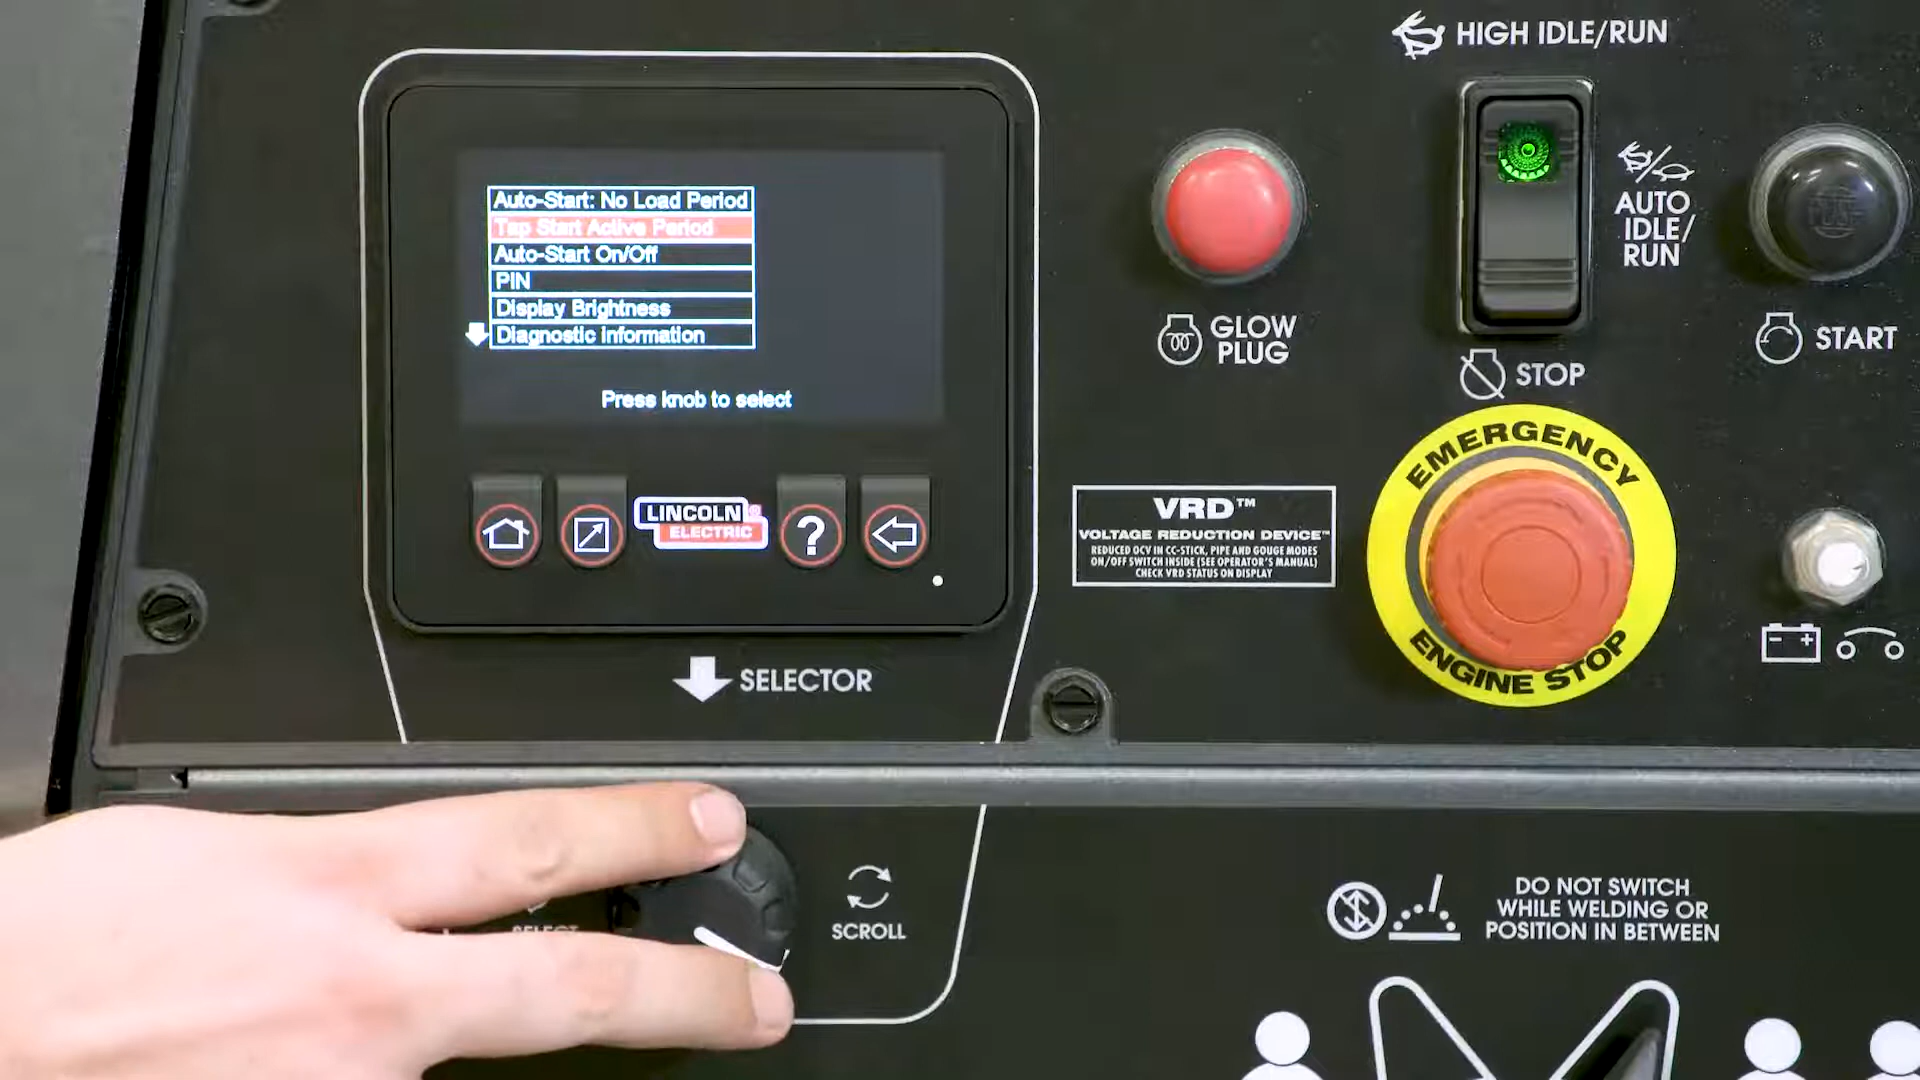 Auto-Start: No Load Period
Tap Start Active Period
Auto-Start On/Off
PIN
Display Brightness
Diagnostic Information
Press knob to select
LINCOLN®
ELECTRIC
?
SELECTOR
SELECT
SCROLL
HIGH IDLE/RUN
AUTO
IDLE/
RUN
GLOW
PLUG
STOP
START
VRD™
VOLTAGE REDUCTION DEVICE™
REDUCED OCV IN CC-STICK, PIPE AND GOUGE MODES
ON/OFF SWITCH INSIDE (SEE OPERATOR'S MANUAL)
CHECK VRD STATUS ON DISPLAY
EMERGENCY
ENGINE STOP
DO NOT SWITCH
WHILE WELDING OR
POSITION IN BETWEEN